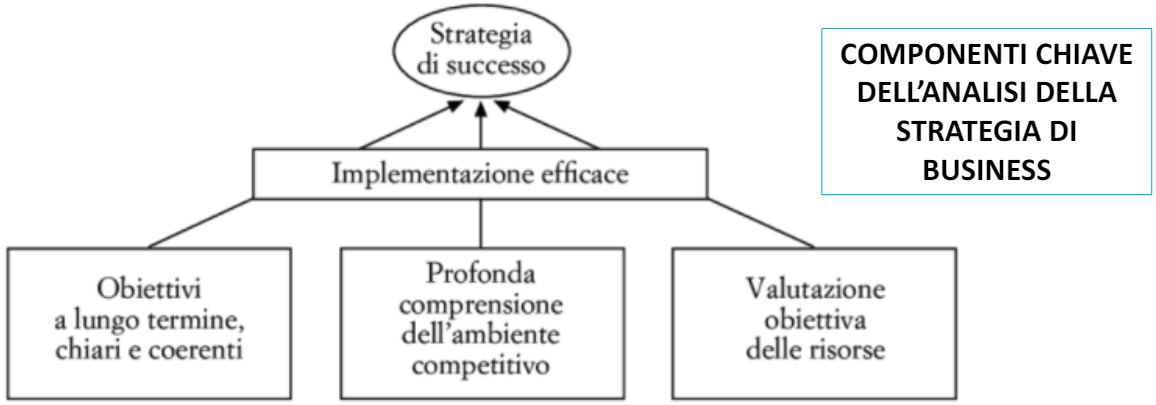 Strategia
di successo
COMPONENTI CHIAVE
DELL’ANALISI DELLA
STRATEGIA DI
BUSINESS
Implementazione efficace
Obiettivi
a lungo termine,
chiari e coerenti
Profonda
comprensione
dell’ambiente
competitivo
Valutazione
obiettiva
delle risorse